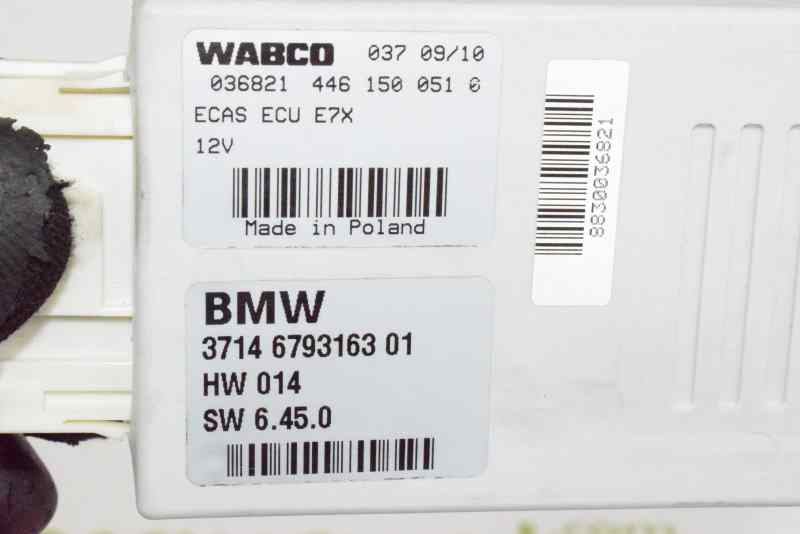 WABCO 037 09/10
036821 446 150 051 0
ECAS ECU E7X
12V
Made in Poland
88300036821
BMW
3714 6793163 01
HW 014
SW 6.45.0